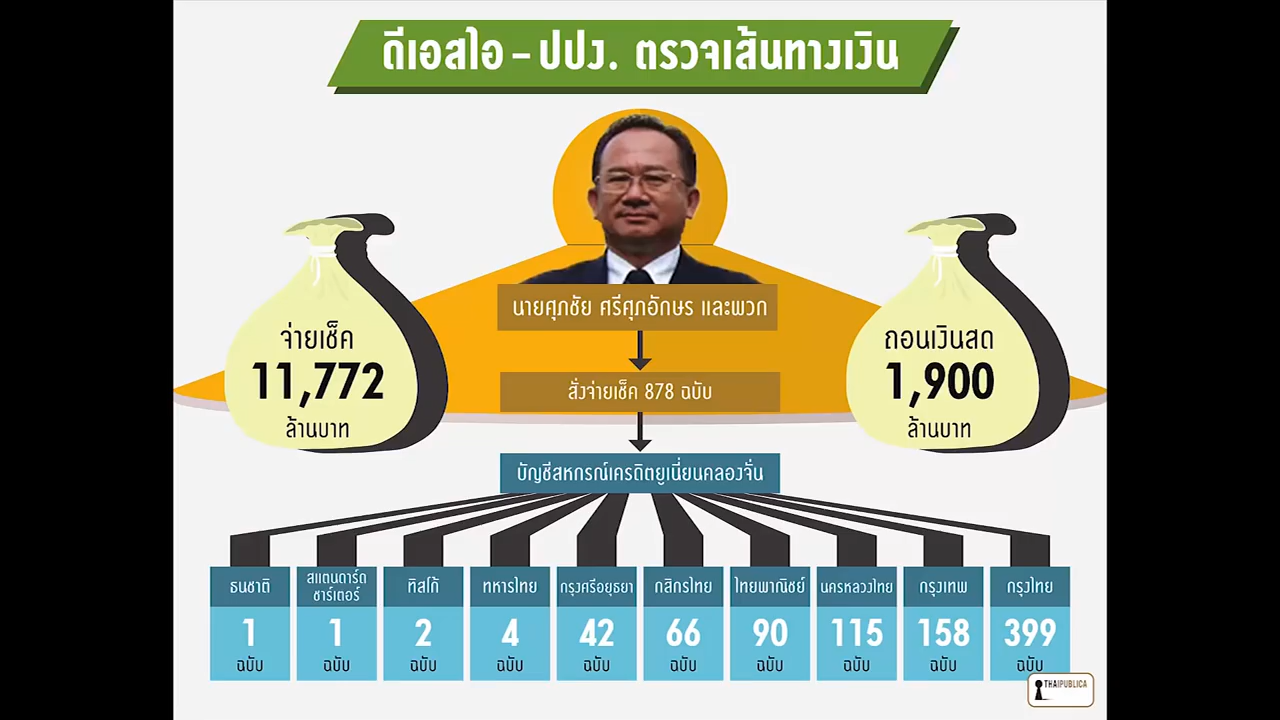 ดีเอสไอ – ปปง. ตรวจเส้นทางเงิน
นายศุภชัย ศรีศุภอักษร และพวก
จ่ายเช็ค
11,772
ล้านบาท
ถอนเงินสด
1,900
ล้านบาท
สั่งจ่ายเช็ค 878 ฉบับ
บัญชีสหกรณ์เครดิตยูเนี่ยนคลองจั่น
ธนชาติ
1
ฉบับ
สแตนดาร์ด
ชาร์เตอร์
1
ฉบับ
ทิสโก้
2
ฉบับ
ทหารไทย
4
ฉบับ
กรุงศรีอยุธยา
42
ฉบับ
กสิกรไทย
66
ฉบับ
ไทยพาณิชย์
90
ฉบับ
นครหลวงไทย
115
ฉบับ
กรุงเทพ
158
ฉบับ
กรุงไทย
399
ฉบับ
THAIPUBLICA